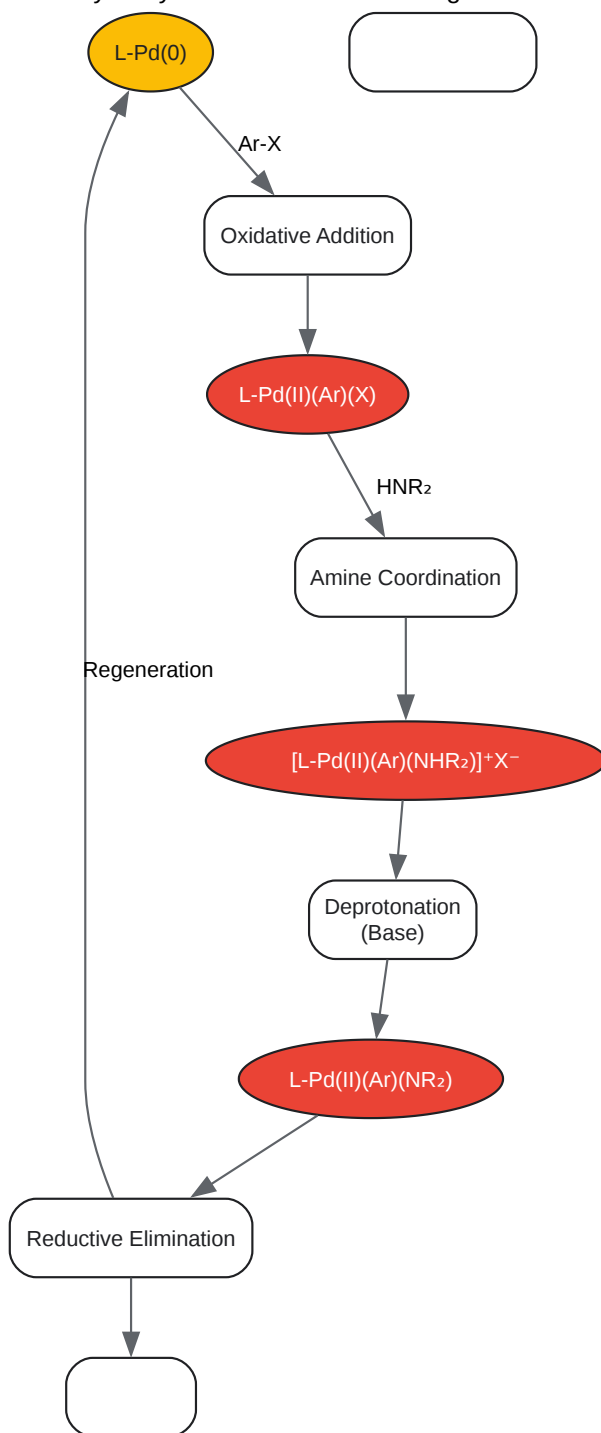 L-Pd(0)
Ar-X
Oxidative Addition
L-Pd(II)(Ar)(X)
HNR₂
Amine Coordination
Regeneration
[L-Pd(II)(Ar)(NHR₂)]⁺X⁻
Deprotonation
(Base)
L-Pd(II)(Ar)(NR₂)
Reductive Elimination